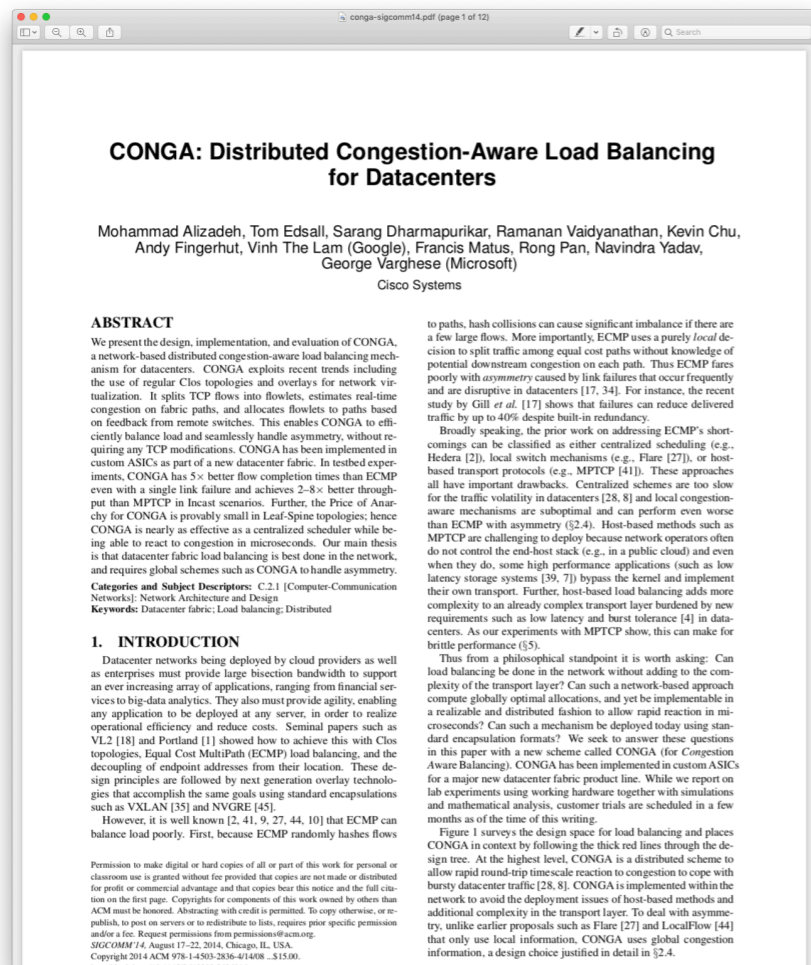 conga-sigcomm14.pdf (page 1 of 12)
Search
CONGA: Distributed Congestion-Aware Load Balancing
for Datacenters
Mohammad Alizadeh, Tom Edsall, Sarang Dharmapurikar, Ramanan Vaidyanathan, Kevin Chu,
Andy Fingerhut, Vinh The Lam (Google), Francis Matus, Rong Pan, Navindra Yadav,
George Varghese (Microsoft)
Cisco Systems
ABSTRACT
We present the design, implementation, and evaluation of CONGA,
a network-based distributed congestion-aware load balancing mech-
anism for datacenters. CONGA exploits recent trends including
the use of regular Clos topologies and overlays for network vir-
tualization. It splits TCP flows into flowlets, estimates real-time
congestion on fabric paths, and allocates flowlets to paths based
on feedback from remote switches. This enables CONGA to effi-
ciently balance load and seamlessly handle asymmetry, without re-
quiring any TCP modifications. CONGA has been implemented in
custom ASICs as part of a new datacenter fabric. In testbed exper-
iments, CONGA has 5× better flow completion times than ECMP
even with a single link failure and achieves 2–8× better through-
put than MPTCP in Incast scenarios. Further, the Price of Anar-
chy for CONGA is provably small in Leaf-Spine topologies; hence
CONGA is nearly as effective as a centralized scheduler while be-
ing able to react to congestion in microseconds. Our main thesis
is that datacenter fabric load balancing is best done in the network,
and requires global schemes such as CONGA to handle asymmetry.
Categories and Subject Descriptors: C.2.1 [Computer-Communication
Networks]: Network Architecture and Design
Keywords: Datacenter fabric; Load balancing; Distributed
1. INTRODUCTION
Datacenter networks being deployed by cloud providers as well
as enterprises must provide large bisection bandwidth to support
an ever increasing array of applications, ranging from financial ser-
vices to big-data analytics. They also must provide agility, enabling
any application to be deployed at any server, in order to realize
operational efficiency and reduce costs. Seminal papers such as
VL2 [18] and Portland [1] showed how to achieve this with Clos
topologies, Equal Cost MultiPath (ECMP) load balancing, and the
decoupling of endpoint addresses from their location. These de-
sign principles are followed by next generation overlay technolo-
gies that accomplish the same goals using standard encapsulations
such as VXLAN [35] and NVGRE [45].
However, it is well known [2, 41, 9, 27, 44, 10] that ECMP can
balance load poorly. First, because ECMP randomly hashes flows
Permission to make digital or hard copies of all or part of this work for personal or
classroom use is granted without fee provided that copies are not made or distributed
for profit or commercial advantage and that copies bear this notice and the full cita-
tion on the first page. Copyrights for components of this work owned by others than
ACM must be honored. Abstracting with credit is permitted. To copy otherwise, or re-
publish, to post on servers or to redistribute to lists, requires prior specific permission
and/or a fee. Request permissions from permissions@acm.org.
SIGCOMM'14, August 17–22, 2014, Chicago, IL, USA.
Copyright 2014 ACM 978-1-4503-2836-4/14/08 ...$15.00.
to paths, hash collisions can cause significant imbalance if there are
a few large flows. More importantly, ECMP uses a purely local de-
cision to split traffic among equal cost paths without knowledge of
potential downstream congestion on each path. Thus ECMP fares
poorly with asymmetry caused by link failures that occur frequently
and are disruptive in datacenters [17, 34]. For instance, the recent
study by Gill et al. [17] shows that failures can reduce delivered
traffic by up to 40% despite built-in redundancy.
Broadly speaking, the prior work on addressing ECMP's short-
comings can be classified as either centralized scheduling (e.g.,
Hedera [2]), local switch mechanisms (e.g., Flare [27]), or host-
based transport protocols (e.g., MPTCP [41]). These approaches
all have important drawbacks. Centralized schemes are too slow
for the traffic volatility in datacenters [28, 8] and local congestion-
aware mechanisms are suboptimal and can perform even worse
than ECMP with asymmetry (§2.4). Host-based methods such as
MPTCP are challenging to deploy because network operators often
do not control the end-host stack (e.g., in a public cloud) and even
when they do, some high performance applications (such as low
latency storage systems [39, 7]) bypass the kernel and implement
their own transport. Further, host-based load balancing adds more
complexity to an already complex transport layer burdened by new
requirements such as low latency and burst tolerance [4] in data-
centers. As our experiments with MPTCP show, this can make for
brittle performance (§5).
Thus from a philosophical standpoint it is worth asking: Can
load balancing be done in the network without adding to the com-
plexity of the transport layer? Can such a network-based approach
compute globally optimal allocations, and yet be implementable in
a realizable and distributed fashion to allow rapid reaction in mi-
croseconds? Can such a mechanism be deployed today using stan-
dard encapsulation formats? We seek to answer these questions
in this paper with a new scheme called CONGA (for Congestion
Aware Balancing). CONGA has been implemented in custom ASICs
for a major new datacenter fabric product line. While we report on
lab experiments using working hardware together with simulations
and mathematical analysis, customer trials are scheduled in a few
months as of the time of this writing.
Figure 1 surveys the design space for load balancing and places
CONGA in context by following the thick red lines through the de-
sign tree. At the highest level, CONGA is a distributed scheme to
allow rapid round-trip timescale reaction to congestion to cope with
bursty datacenter traffic [28, 8]. CONGA is implemented within the
network to avoid the deployment issues of host-based methods and
additional complexity in the transport layer. To deal with asymme-
try, unlike earlier proposals such as Flare [27] and LocalFlow [44]
that only use local information, CONGA uses global congestion
information, a design choice justified in detail in §2.4.